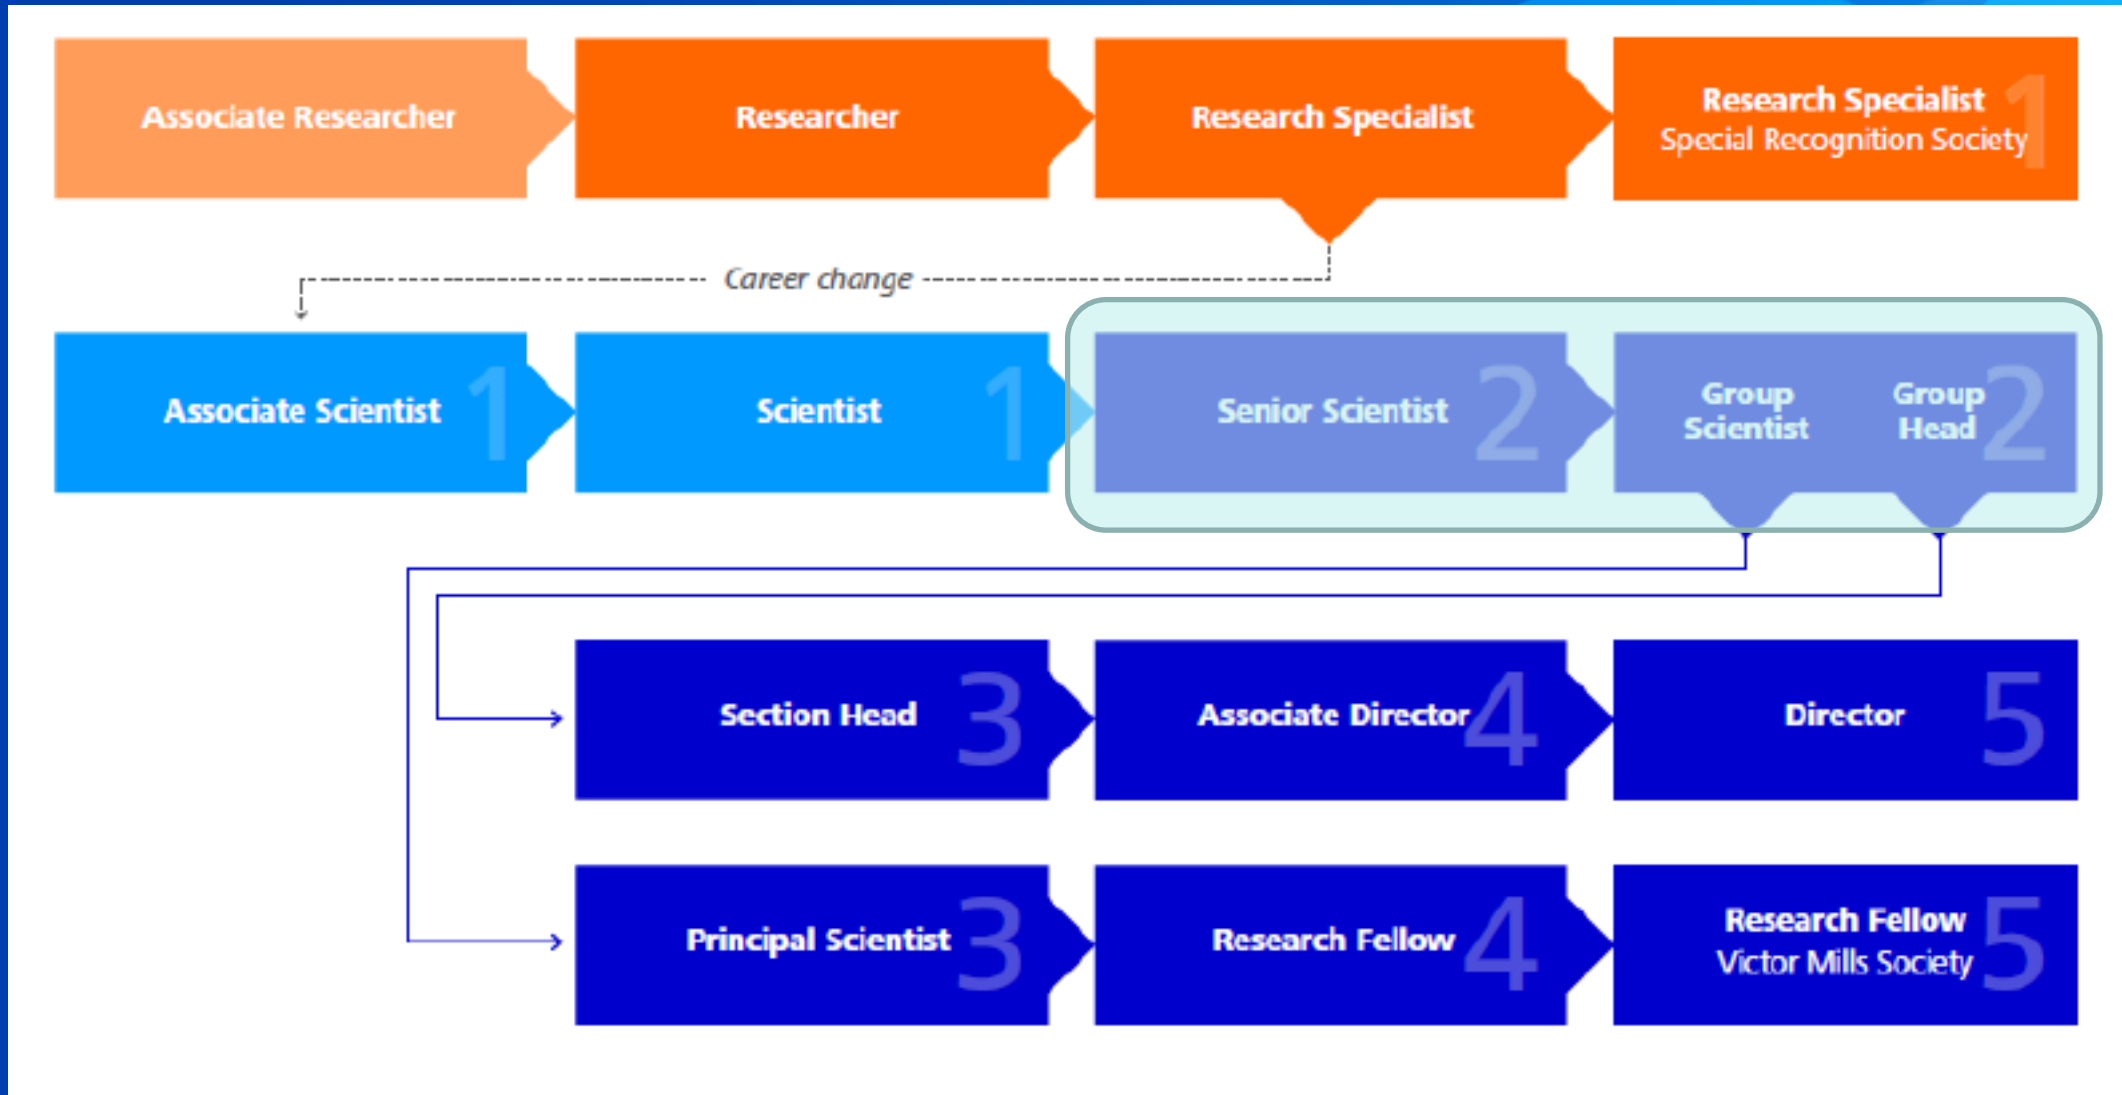 Associate Researcher
Researcher
Research Specialist
Research Specialist
Special Recognition Society
1
Career change
Associate Scientist
1
Scientist
1
Senior Scientist
2
Group
Scientist
Group
Head
2
Section Head
3
Associate Director
4
Director
5
Principal Scientist
3
Research Fellow
4
Research Fellow
Victor Mills Society
5